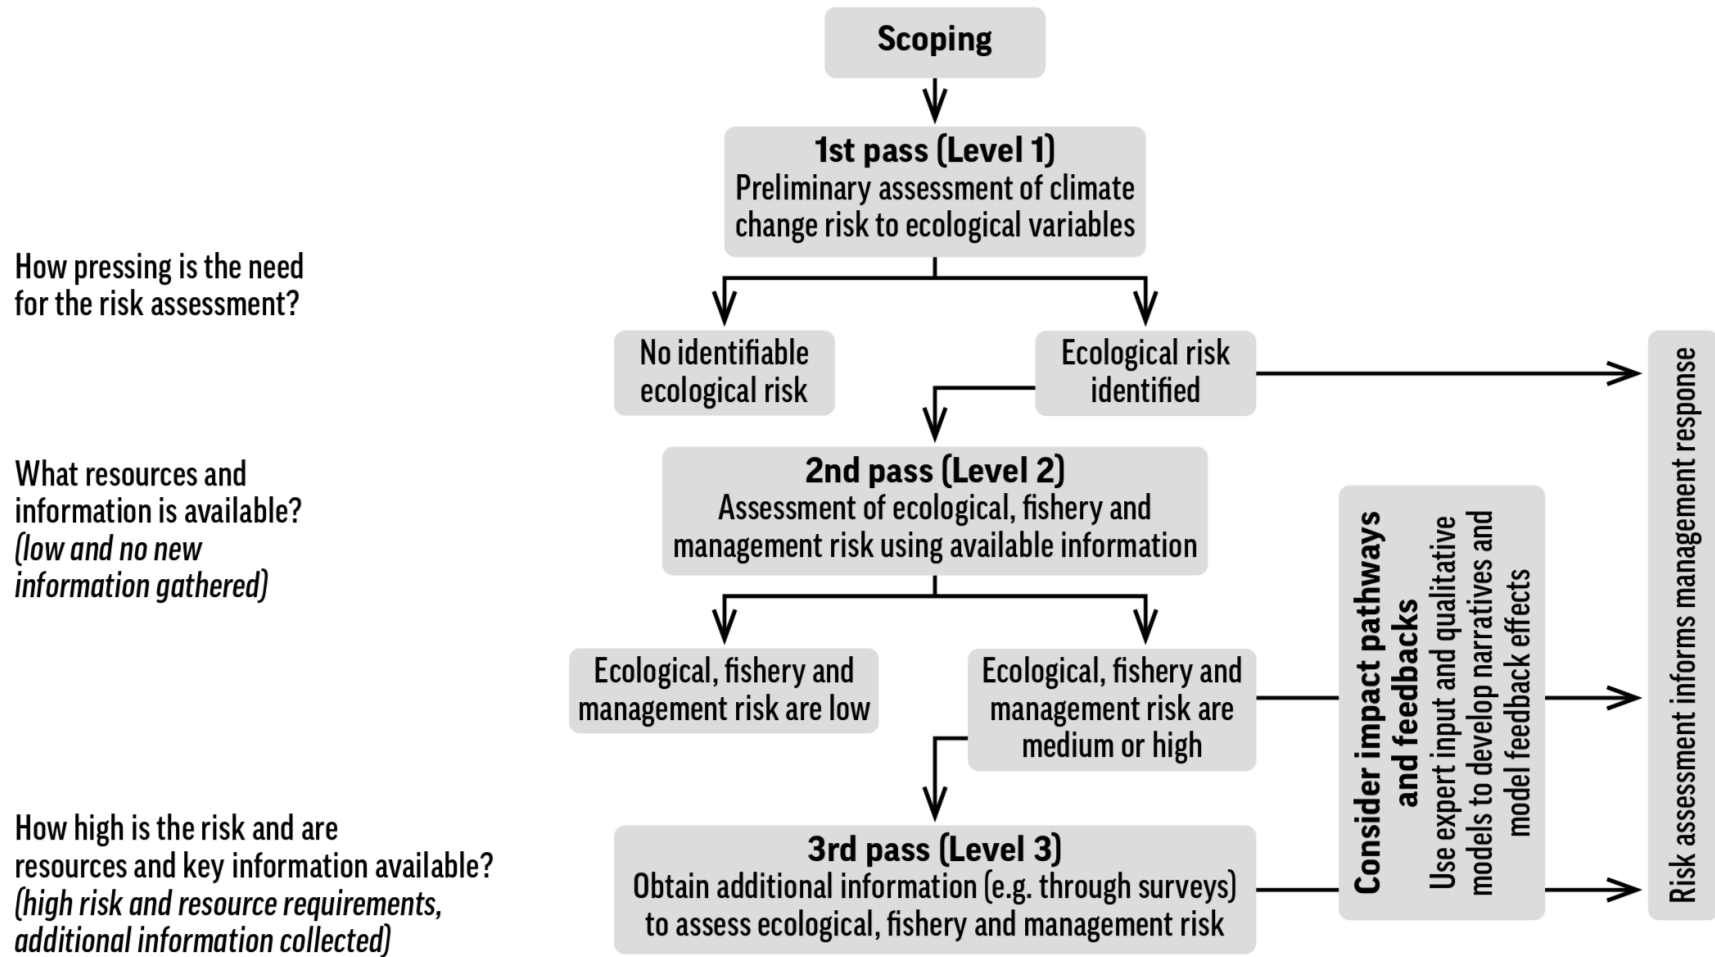 Scoping
1st pass (Level 1)
Preliminary assessment of climate
change risk to ecological variables
How pressing is the need
for the risk assessment?
No identifiable
ecological risk
Ecological risk
identified
What resources and
information is available?
(low and no new
information gathered)
2nd pass (Level 2)
Assessment of ecological, fishery and
management risk using available information
Ecological, fishery and
management risk are low
Ecological, fishery and
management risk are
medium or high
How high is the risk and are
resources and key information available?
(high risk and resource requirements,
additional information collected)
3rd pass (Level 3)
Obtain additional information (e.g. through surveys)
to assess ecological, fishery and management risk
Consider impact pathways
and feedbacks
Use expert input and qualitative
models to develop narratives and
model feedback effects
Risk assessment informs management response